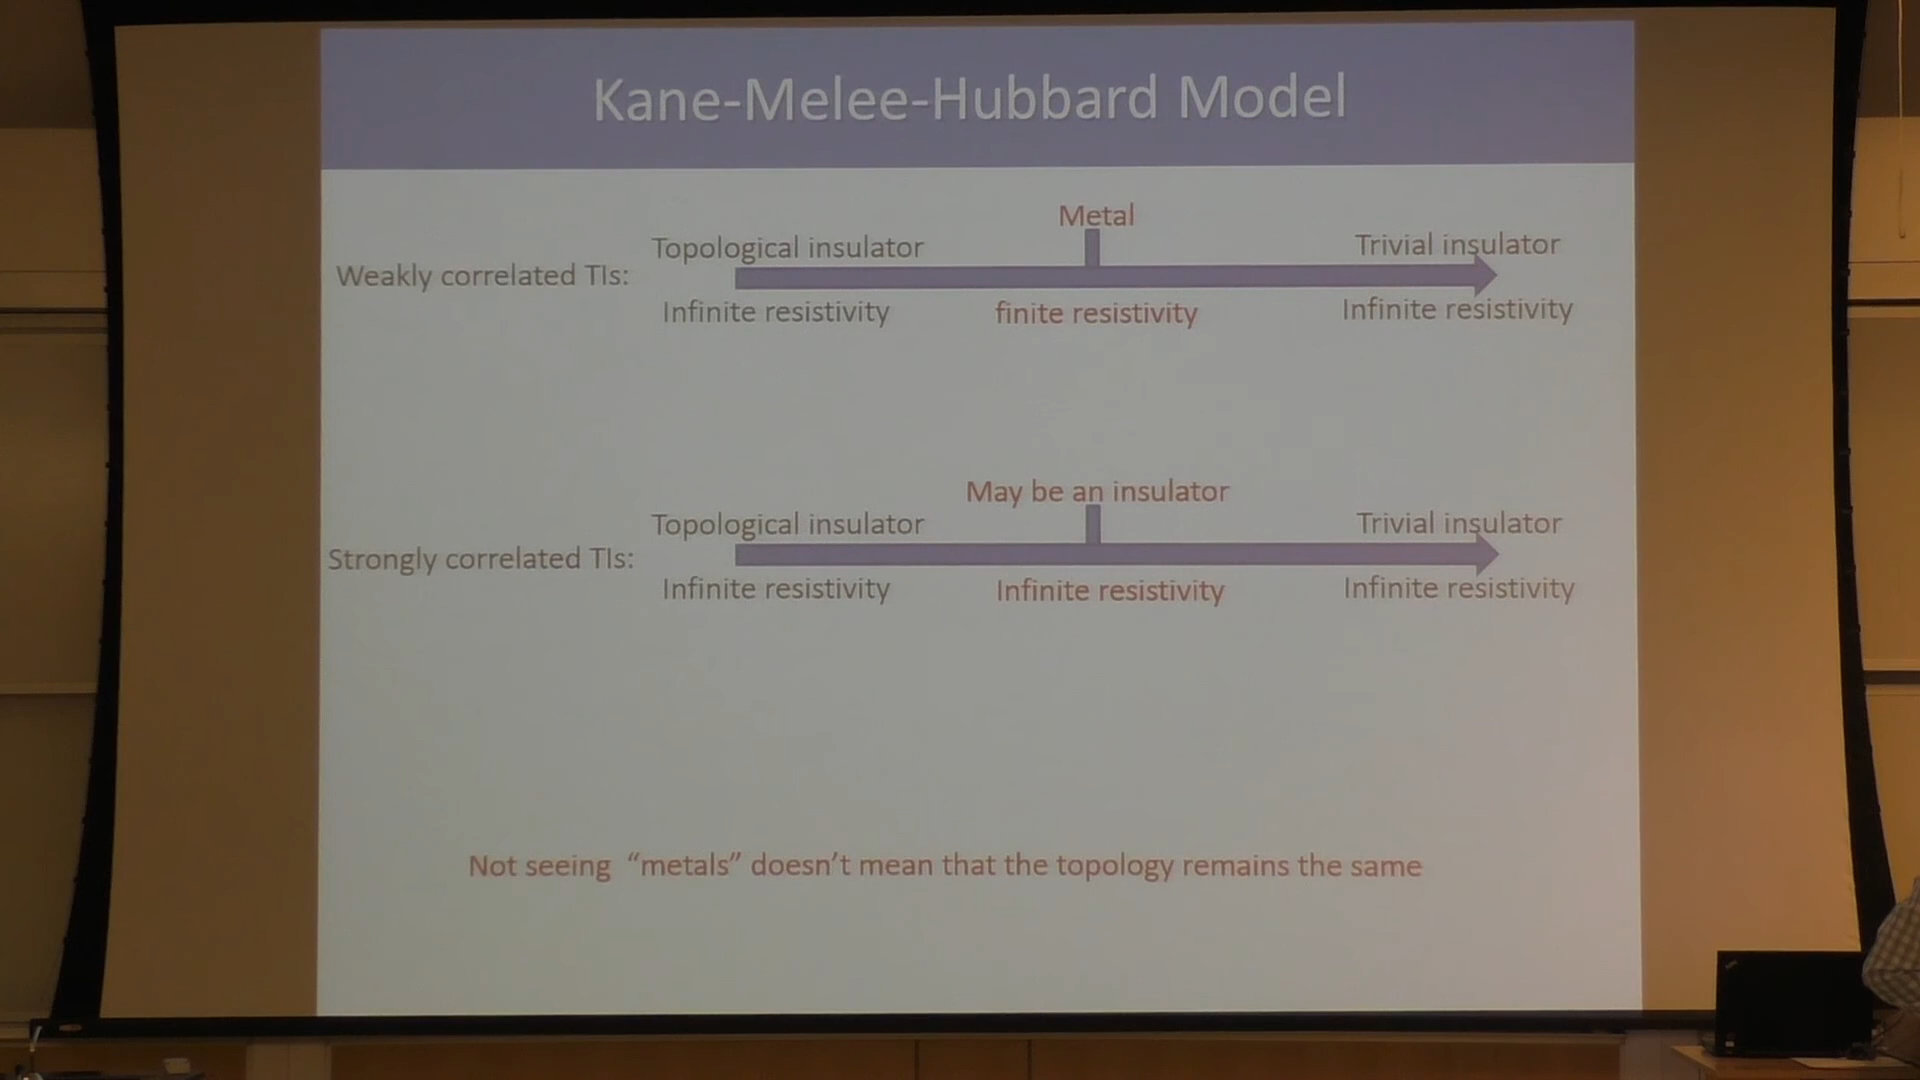 Kane-Melee-Hubbard Model
Metal
Topological insulator
Trivial insulator
Weakly correlated TIs:
Infinite resistivity
finite resistivity
Infinite resistivity
May be an insulator
Topological insulator
Trivial insulator
Strongly correlated TIs:
Infinite resistivity
Infinite resistivity
Infinite resistivity
Not seeing “metals” doesn’t mean that the topology remains the same